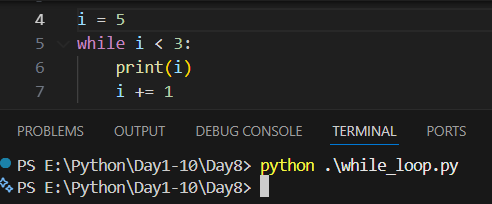 4 i = 5
5 while i < 3:
6     print(i)
7     i += 1
PROBLEMS OUTPUT DEBUG CONSOLE TERMINAL PORTS
PS E:\Python\Day1-10\Day8> python .\while_loop.py
PS E:\Python\Day1-10\Day8>